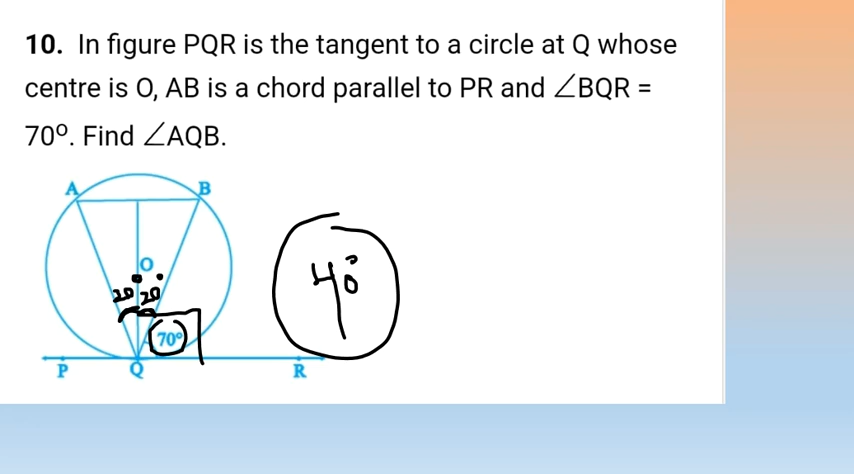 10. In figure PQR is the tangent to a circle at Q whose
centre is O, AB is a chord parallel to PR and ∠BQR =
70º. Find ∠AQB.
A
B
O
20 20
40°
70°
P
Q
R